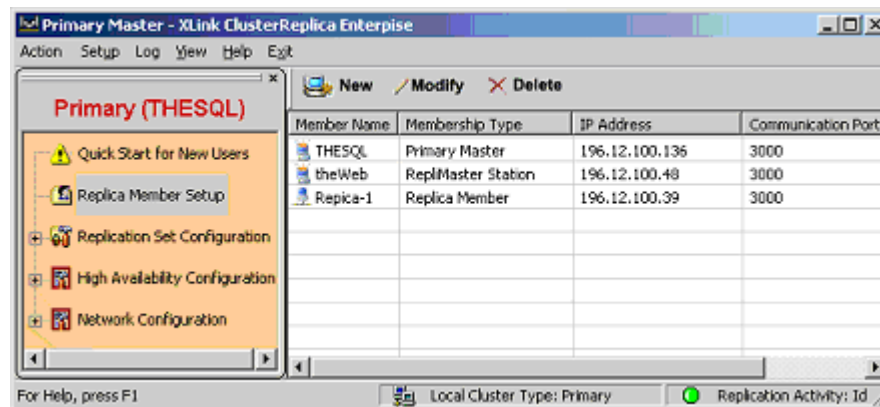 Primary Master - XLink ClusterReplica Enterpise
Action Setup Log View Help Exit
Primary (THESQL)
Quick Start for New Users
Replica Member Setup
Replication Set Configuration
High Availability Configuration
Network Configuration
New Modify Delete
Member Name Membership Type IP Address Communication Port
THESQL Primary Master 196.12.100.136 3000
theWeb RepliMaster Station 196.12.100.48 3000
Repica-1 Replica Member 196.12.100.39 3000
For Help, press F1 Local Cluster Type: Primary Replication Activity: Id